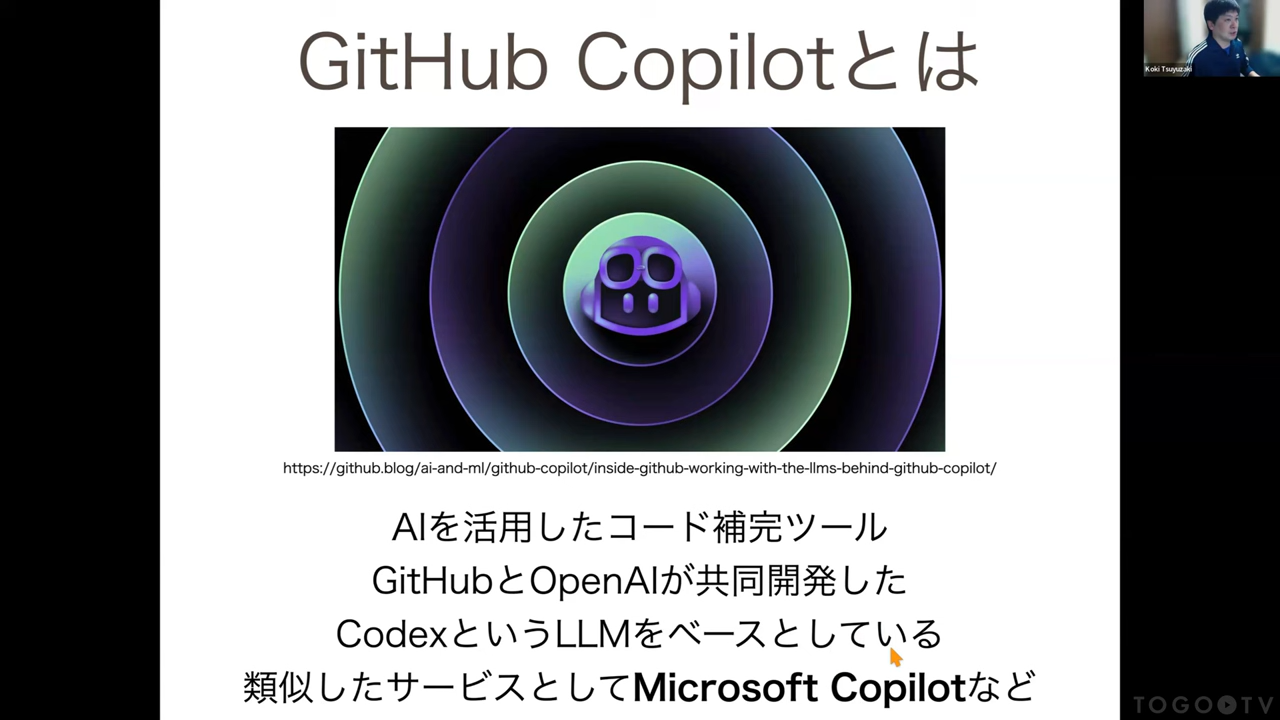 GitHub Copilotとは
Koki Tsuyuzaki
https://github.blog/ai-and-ml/github-copilot/inside-github-working-with-the-llms-behind-github-copilot/
AIを活用したコード補完ツール
GitHubとOpenAIが共同開発した
CodexというLLMをベースとしている
類似したサービスとしてMicrosoft Copilotなど
TOGOTV